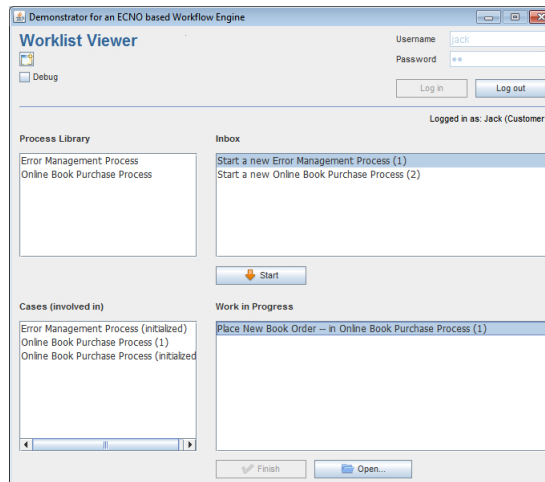 Demonstrator for an ECNO based Workflow Engine
Worklist Viewer
Username jack
Password
Debug
Log in Log out
Logged in as: Jack (Customer
Process Library Inbox
Error Management Process
Online Book Purchase Process
Start a new Error Management Process (1)
Start a new Online Book Purchase Process (2)
Start
Cases (involved in) Work in Progress
Error Management Process (initialized)
Online Book Purchase Process (1)
Online Book Purchase Process (initialized
Place New Book Order -- in Online Book Purchase Process (1)
Finish Open...